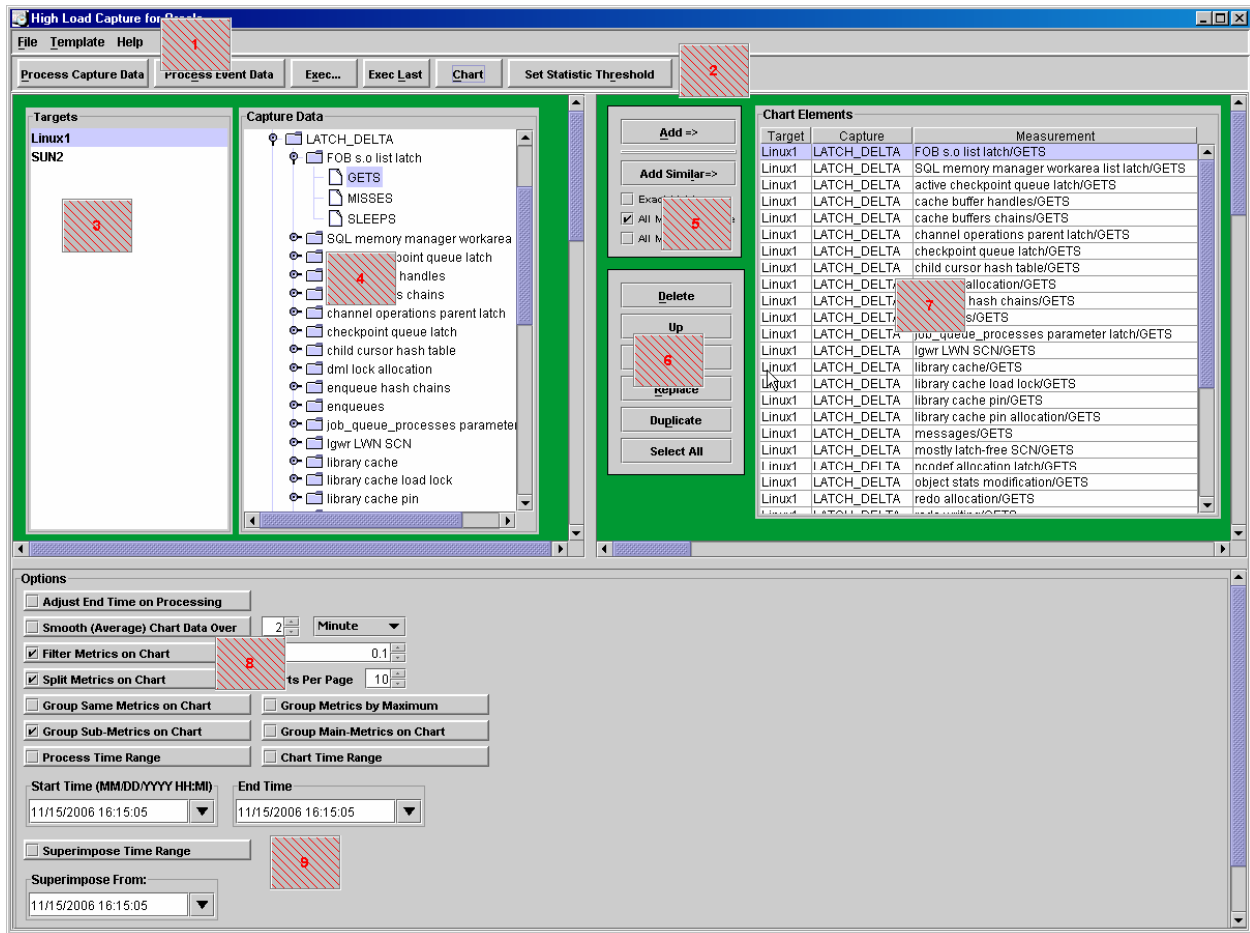 High Load Capture for
File Template Help
1
Process Capture Data Process Event Data Exec... Exec Last Chart Set Statistic Threshold
2
Targets
Linux1
SUN2
3
Capture Data
LATCH_DELTA
FOB s.o list latch
GETS
MISSES
SLEEPS
SQL memory manager workarea
point queue latch
handles
s chains
4
channel operations parent latch
checkpoint queue latch
child cursor hash table
dml lock allocation
enqueue hash chains
enqueues
job_queue_processes parameter
lgwr LWN SCN
library cache
library cache load lock
library cache pin
Add =>
Add Similar=>
All
5
All
Delete
Up
6
Replace
Duplicate
Select All
Chart Elements
Target Capture Measurement
Linux1 LATCH_DELTA FOB s.o list latch/GETS
Linux1 LATCH_DELTA SQL memory manager workarea list latch/GETS
Linux1 LATCH_DELTA active checkpoint queue latch/GETS
Linux1 LATCH_DELTA cache buffer handles/GETS
Linux1 LATCH_DELTA cache buffers chains/GETS
Linux1 LATCH_DELTA channel operations parent latch/GETS
Linux1 LATCH_DELTA checkpoint queue latch/GETS
Linux1 LATCH_DELTA child cursor hash table/GETS
Linux1 LATCH_DELTA allocation/GETS
Linux1 LATCH_DELTA hash chains/GETS
7
Linux1 LATCH_DELTA s/GETS
Linux1 LATCH_DELTA job_queue_processes parameter latch/GETS
Linux1 LATCH_DELTA lgwr LWN SCN/GETS
Linux1 LATCH_DELTA library cache/GETS
Linux1 LATCH_DELTA library cache load lock/GETS
Linux1 LATCH_DELTA library cache pin/GETS
Linux1 LATCH_DELTA library cache pin allocation/GETS
Linux1 LATCH_DELTA messages/GETS
Linux1 LATCH_DELTA mostly latch-free SCN/GETS
Linux1 LATCH_DELTA ncodef allocation latch/GETS
Linux1 LATCH_DELTA object stats modification/GETS
Linux1 LATCH_DELTA redo allocation/GETS
Linux1 LATCH_DELTA redo writing/GETS
Options
Adjust End Time on Processing
Smooth (Average) Chart Data Over 2 Minute
Filter Metrics on Chart 0.1
8
Split Metrics on Chart ts Per Page 10
Group Same Metrics on Chart Group Metrics by Maximum
Group Sub-Metrics on Chart Group Main-Metrics on Chart
Process Time Range Chart Time Range
Start Time (MM/DD/YYYY HH:MI) End Time
11/15/2006 16:15:05 11/15/2006 16:15:05
Superimpose Time Range
9
Superimpose From:
11/15/2006 16:15:05